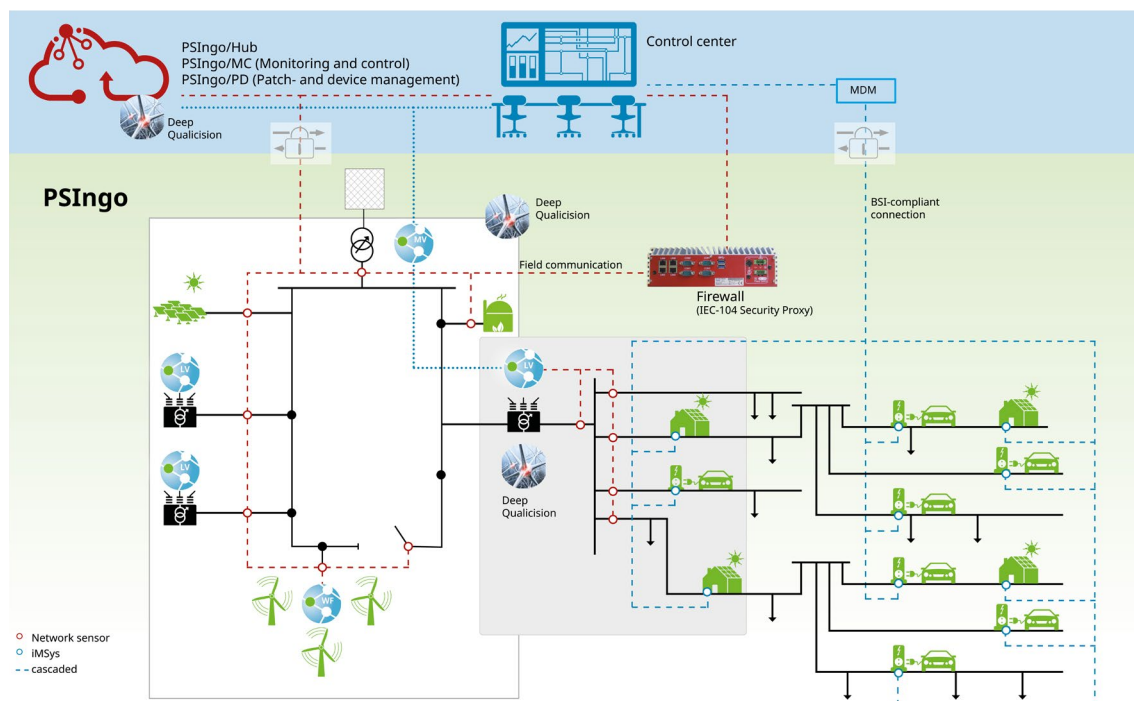 PSIngo/Hub
PSIngo/MC (Monitoring and control)
PSIngo/PD (Patch- and device management)
Control center
MDM
Deep
Qualicision
PSIngo
Deep
Qualicision
BSI-compliant
connection
MV
Field communication
Firewall
(IEC-104 Security Proxy)
LV
LV
LV
Deep
Qualicision
WF
Network sensor
iMSys
cascaded